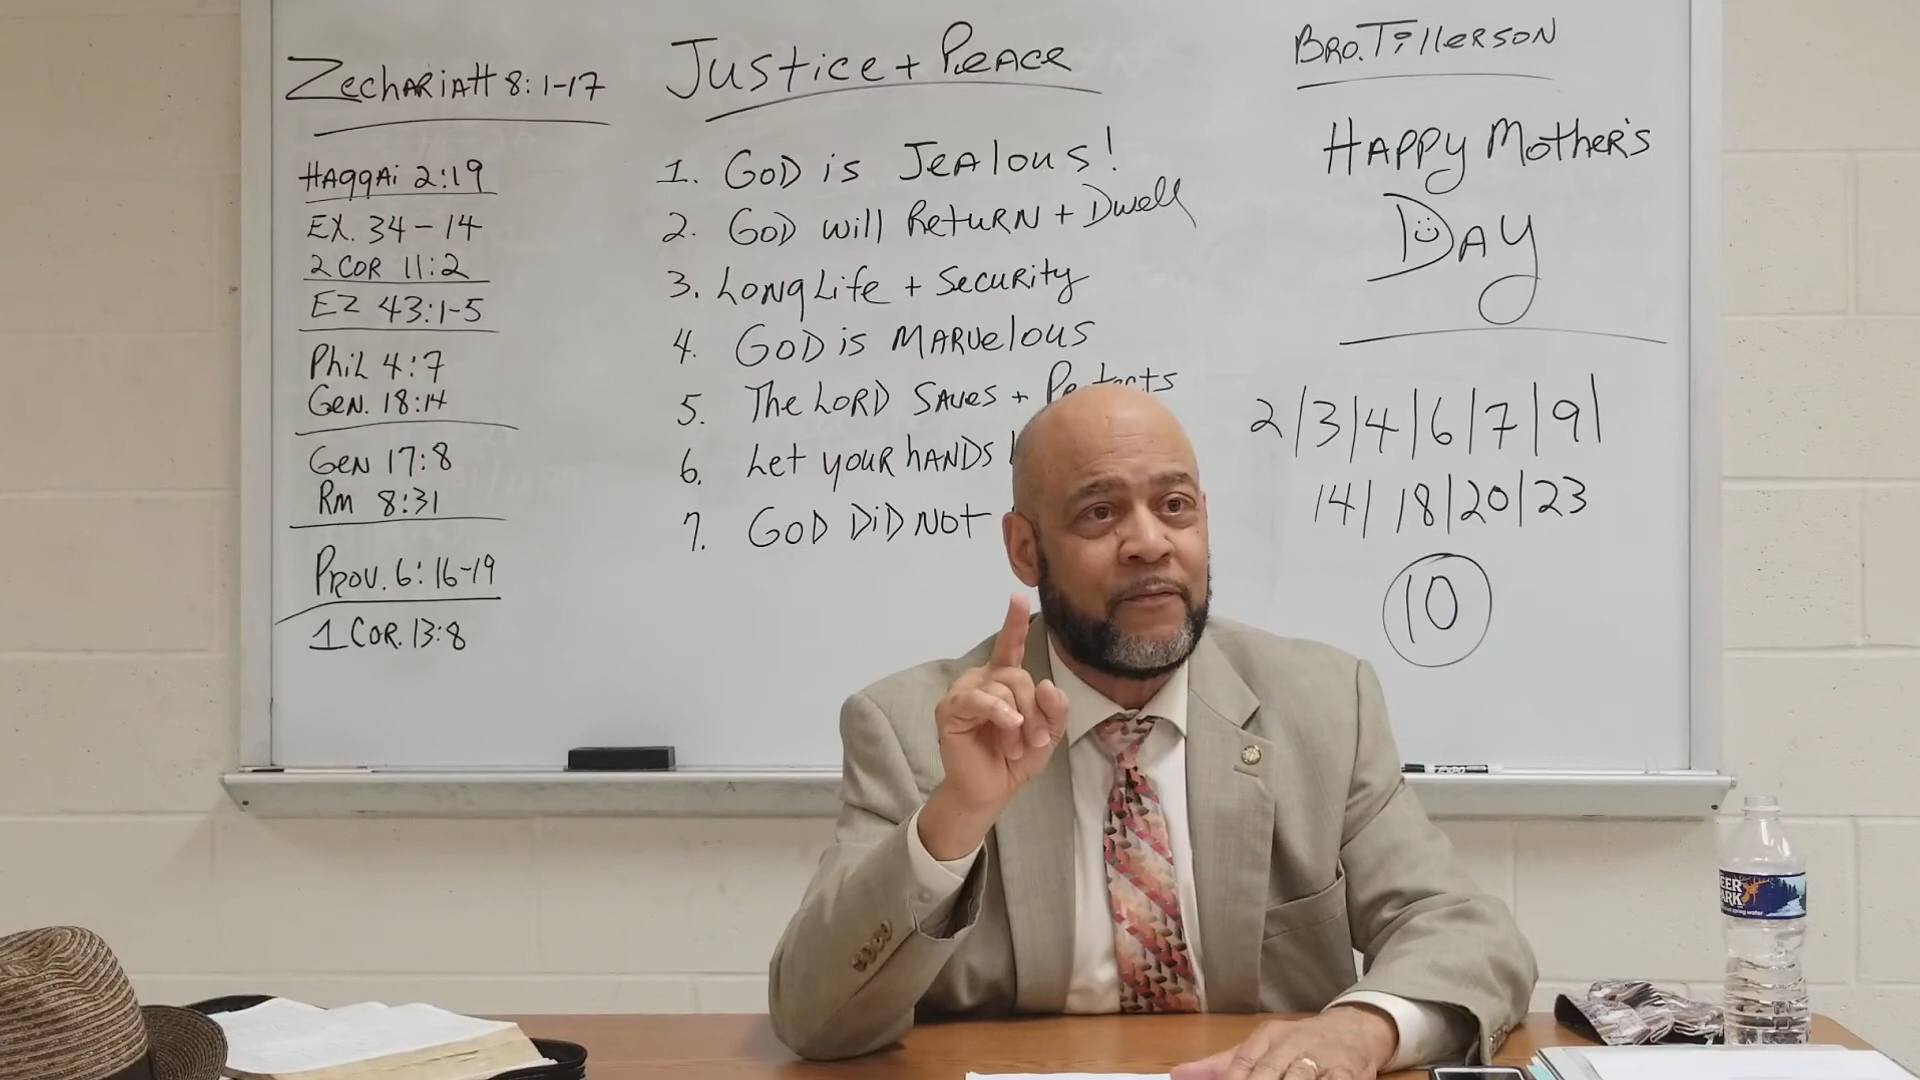 Zechariah 8:1-17
Haggai 2:19
Ex. 34-14
2 Cor 11:2
Ez 43:1-5
Phil 4:7
Gen. 18:14
Gen 17:8
Rm 8:31
Prov. 6:16-19
1 Cor. 13:8
Justice + Peace
1. God is Jealous!
2. God will Return + Dwell
3. Long Life + Security
4. God is Marvelous
5. The LORD Saves +
6. Let your hands
7. God Did Not
Bro. Tillerson
Happy Mother's
Day
2/3/4/6/7/9/
14/18/20/23
10